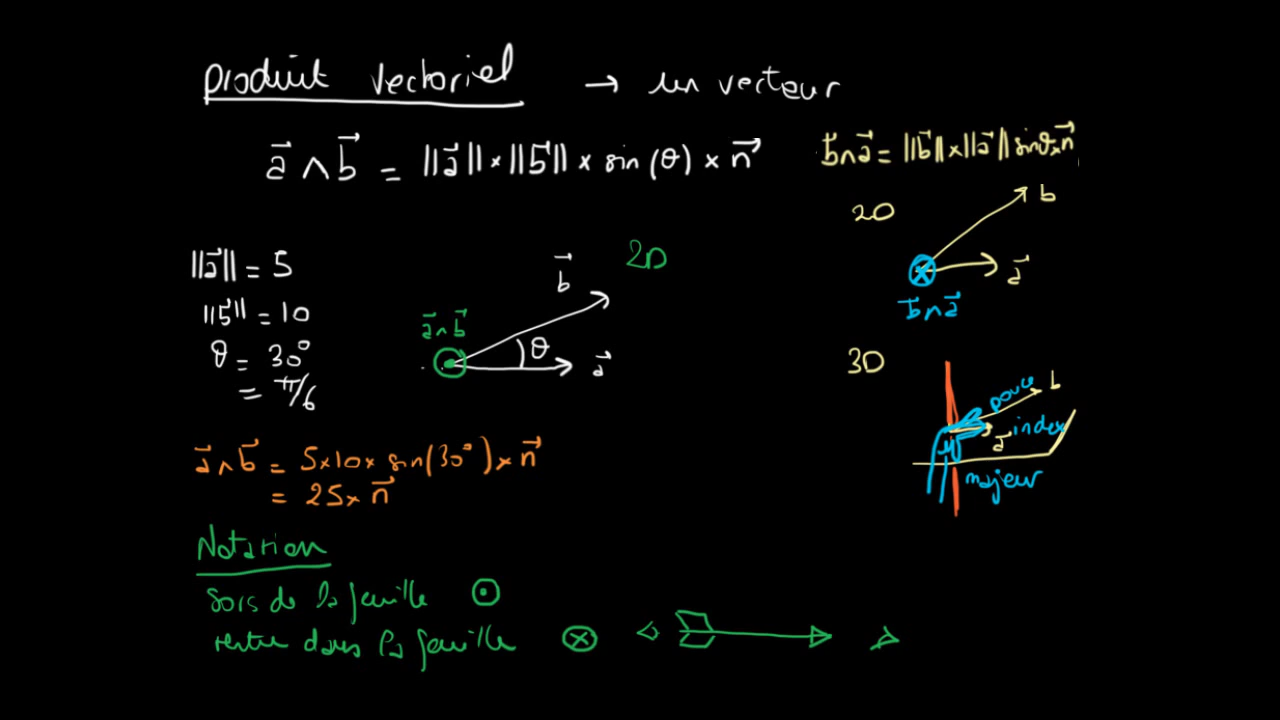 Produit vectoriel → un vecteur
a⃗ ∧ b⃗ = ||a⃗|| × ||b⃗|| × sin(θ) × n⃗
b⃗∧a⃗ = ||b⃗||×||a⃗|| sinθ×n⃗
2D
b
a⃗
b⃗∧a⃗
||a⃗|| = 5
||b⃗|| = 10
θ = 30°
= π/6
2D
b⃗
a⃗∧b⃗
θ
a⃗
3D
b
pouce
index
a⃗
majeur
a⃗∧b⃗ = 5×10× sin(30°)×n⃗
= 25× n⃗
Notation
Sors de la feuille ⊙
rentre dans la feuille ⊗